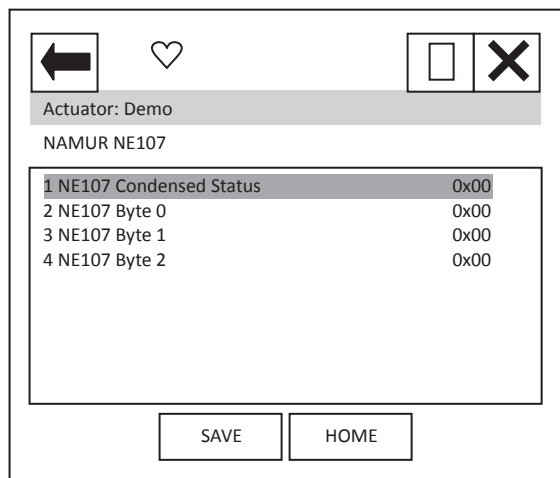 Actuator: Demo
NAMUR NE107
1 NE107 Condensed Status 0x00
2 NE107 Byte 0 0x00
3 NE107 Byte 1 0x00
4 NE107 Byte 2 0x00
SAVE HOME